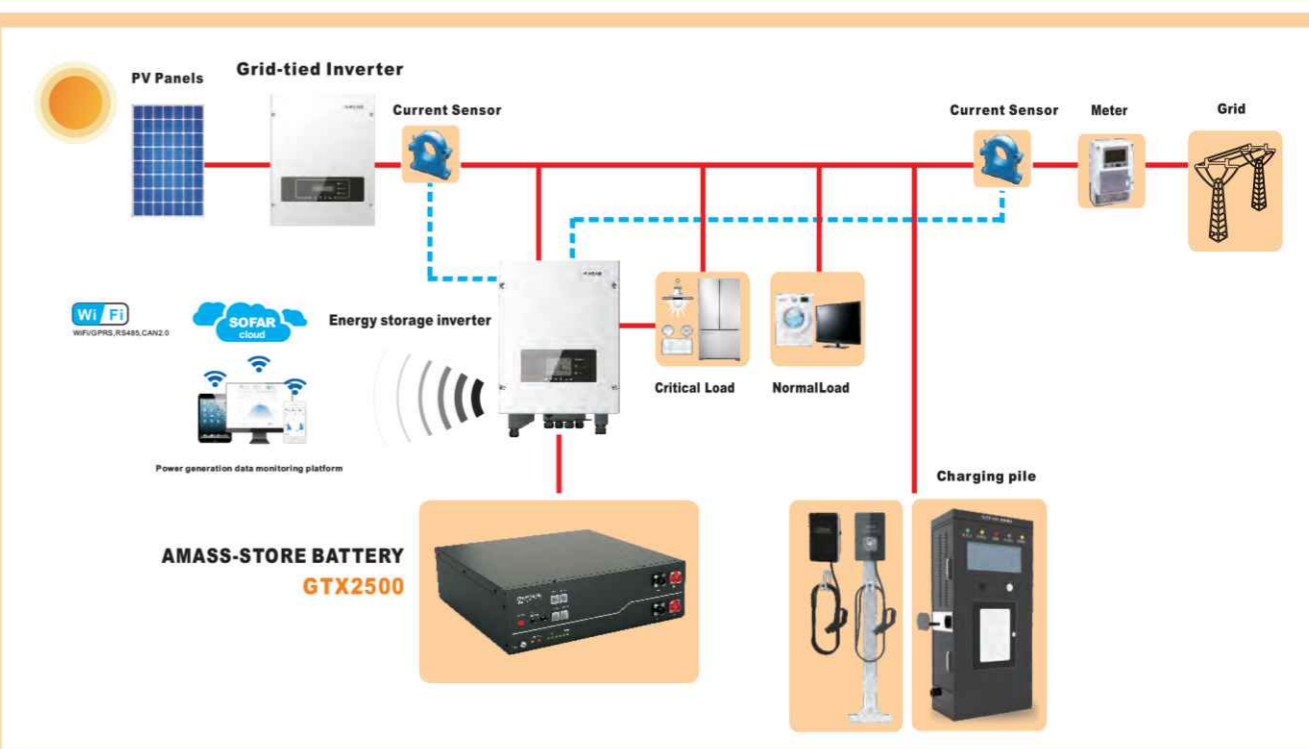 PV Panels
Grid-tied Inverter
Current Sensor
Current Sensor
Meter
Grid
Wi Fi
WIFI/GPRS,RS485,CAN2.0
SOFAR
cloud
Energy storage inverter
Critical Load
NormalLoad
Power generation data monitoring platform
Charging pile
AMASS-STORE BATTERY
GTX2500